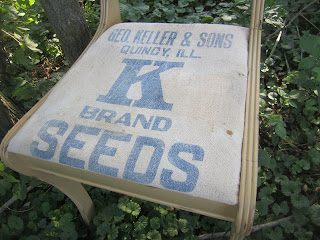 GEO. KELLER & SONS
QUINCY, ILL.
K
BRAND
SEEDS